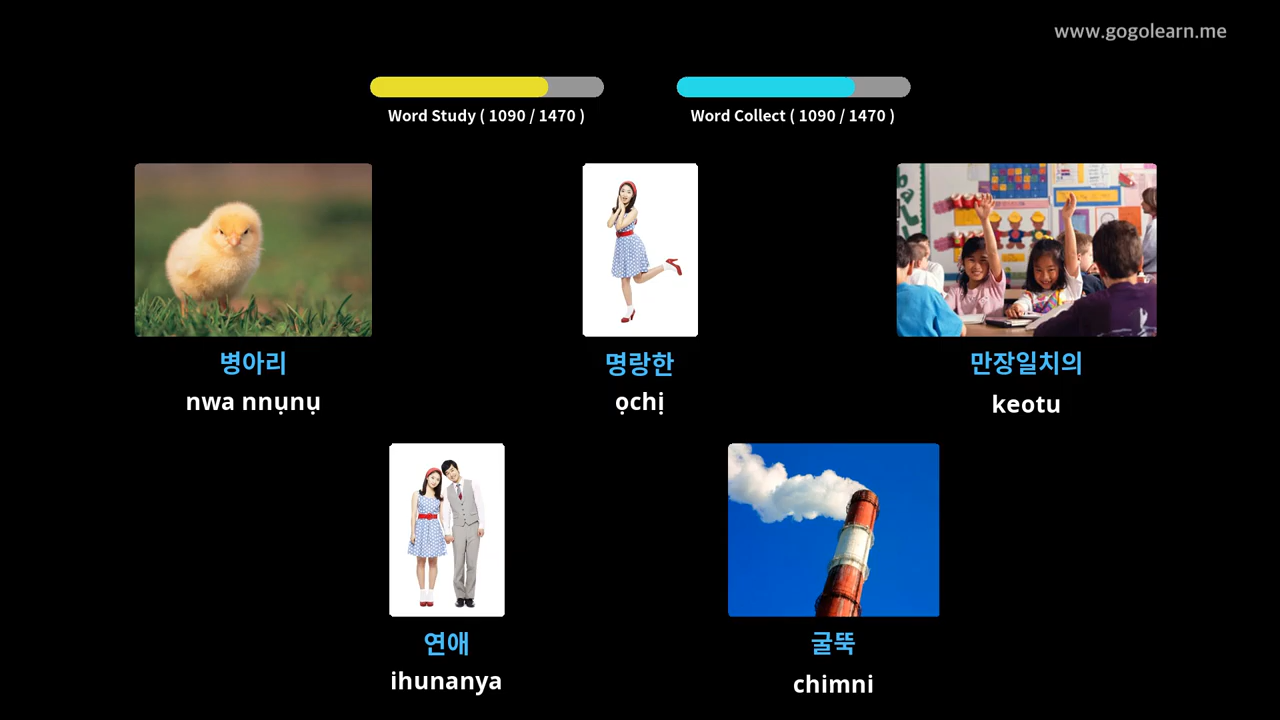 www.gogolearn.me
Word Study ( 1090 / 1470 )
Word Collect ( 1090 / 1470 )
병아리
nwa nnụnụ
명랑한
ọchị
만장일치의
keotu
연애
ihunanya
굴뚝
chimni